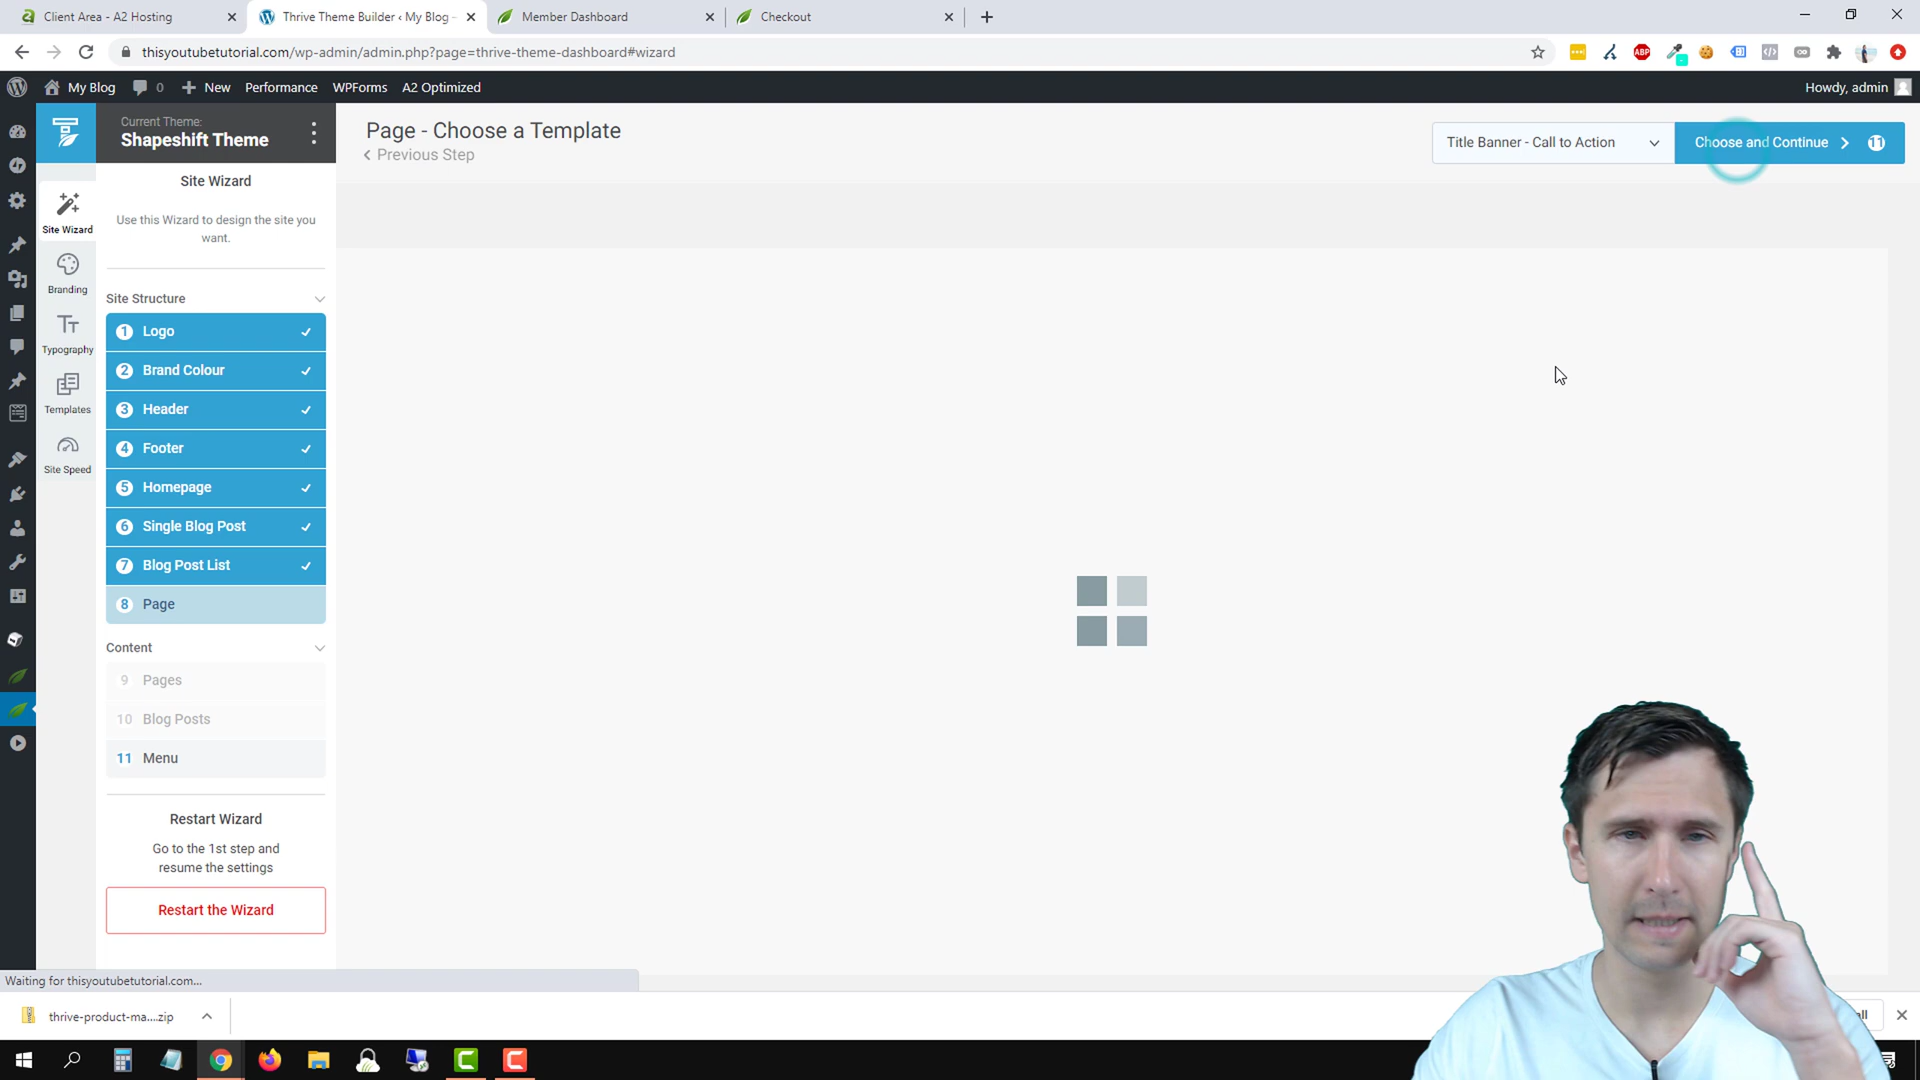 Client Area - A2 Hosting
Thrive Theme Builder ‹ My Blog -
Member Dashboard
Checkout
thisyoutubetutorial.com/wp-admin/admin.php?page=thrive-theme-dashboard#wizard
ABP
My Blog
0
New
Performance
WPForms
A2 Optimized
Howdy, admin
Current Theme:
Shapeshift Theme
Page - Choose a Template
Previous Step
Title Banner - Call to Action
Choose and Continue
11
Site Wizard
Use this Wizard to design the site you
want.
Site Wizard
Branding
Typography
Templates
Site Speed
Site Structure
1 Logo
2 Brand Colour
3 Header
4 Footer
5 Homepage
6 Single Blog Post
7 Blog Post List
8 Page
Content
9 Pages
10 Blog Posts
11 Menu
Restart Wizard
Go to the 1st step and
resume the settings
Restart the Wizard
Waiting for thisyoutubetutorial.com...
thrive-product-ma....zip